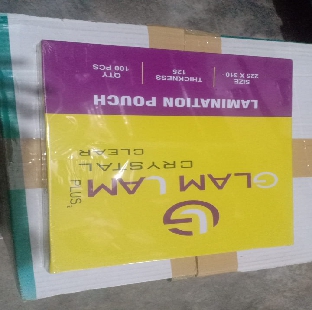 GLAM LAM PLUS+
CRYSTAL
CLEAR
LAMINATION POUCH
SIZE
225 X 310
THICKNESS
125
QTY
100 PCS